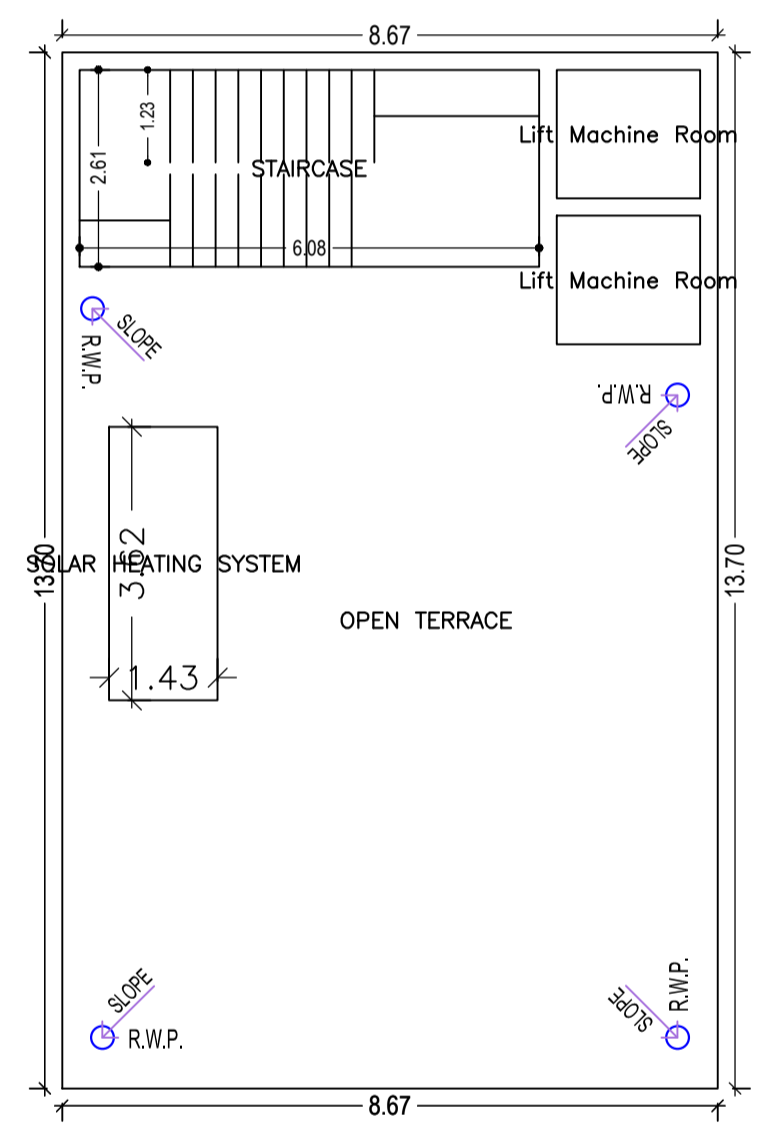 8.67
1.23
2.61
STAIRCASE
Lift Machine Room
6.08
Lift Machine Room
SLOPE
R.W.P.
R.W.P.
SLOPE
13.70
SOLAR HEATING SYSTEM
3.62
13.70
OPEN TERRACE
1.43
SLOPE
R.W.P.
SLOPE
R.W.P.
8.67